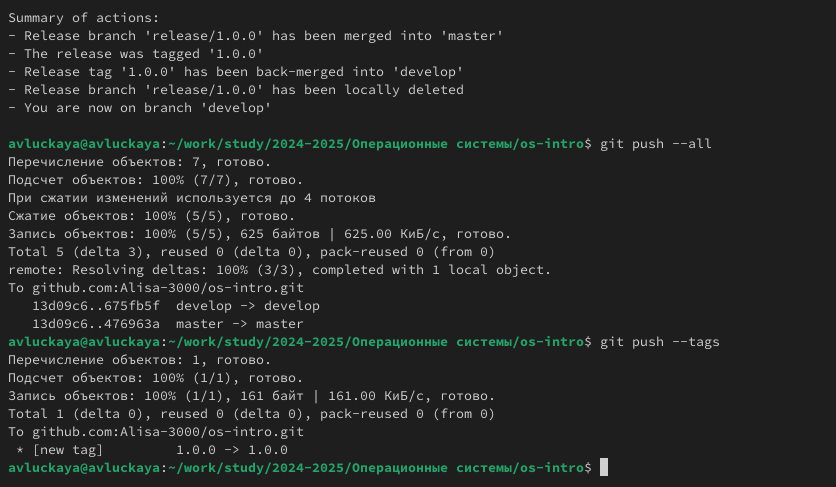 Summary of actions:
- Release branch 'release/1.0.0' has been merged into 'master'
- The release was tagged '1.0.0'
- Release tag '1.0.0' has been back-merged into 'develop'
- Release branch 'release/1.0.0' has been locally deleted
- You are now on branch 'develop'

avluckaya@avluckaya:~/work/study/2024-2025/Операционные системы/os-intro$ git push --all
Перечисление объектов: 7, готово.
Подсчет объектов: 100% (7/7), готово.
При сжатии изменений используется до 4 потоков
Сжатие объектов: 100% (5/5), готово.
Запись объектов: 100% (5/5), 625 байтов | 625.00 КиБ/с, готово.
Total 5 (delta 3), reused 0 (delta 0), pack-reused 0 (from 0)
remote: Resolving deltas: 100% (3/3), completed with 1 local object.
To github.com:Alisa-3000/os-intro.git
   13d09c6..675fb5f  develop -> develop
   13d09c6..476963a  master -> master
avluckaya@avluckaya:~/work/study/2024-2025/Операционные системы/os-intro$ git push --tags
Перечисление объектов: 1, готово.
Подсчет объектов: 100% (1/1), готово.
Запись объектов: 100% (1/1), 161 байт | 161.00 КиБ/с, готово.
Total 1 (delta 0), reused 0 (delta 0), pack-reused 0 (from 0)
To github.com:Alisa-3000/os-intro.git
 * [new tag]         1.0.0 -> 1.0.0
avluckaya@avluckaya:~/work/study/2024-2025/Операционные системы/os-intro$